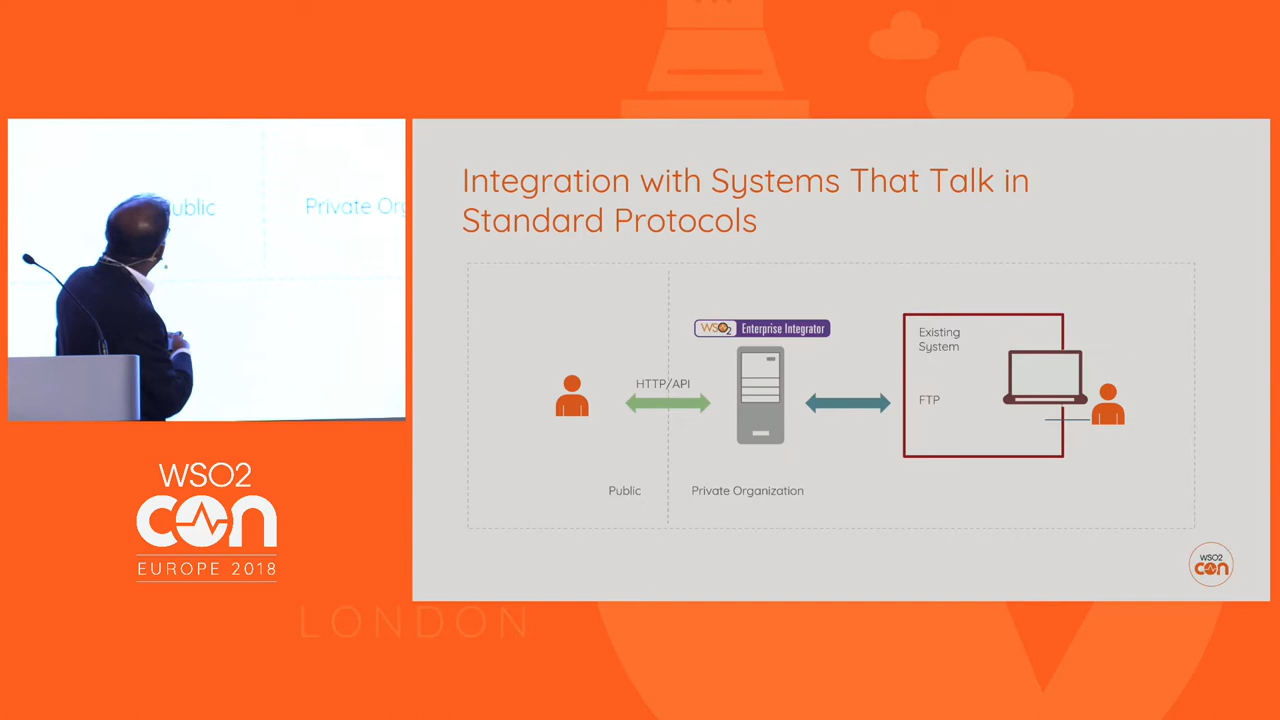 Public
Private Org
WSO2
con
EUROPE 2018
LONDON
Integration with Systems That Talk in
Standard Protocols
WSO2 Enterprise Integrator
Existing
System
HTTP/API
FTP
Public
Private Organization
WSO2
con